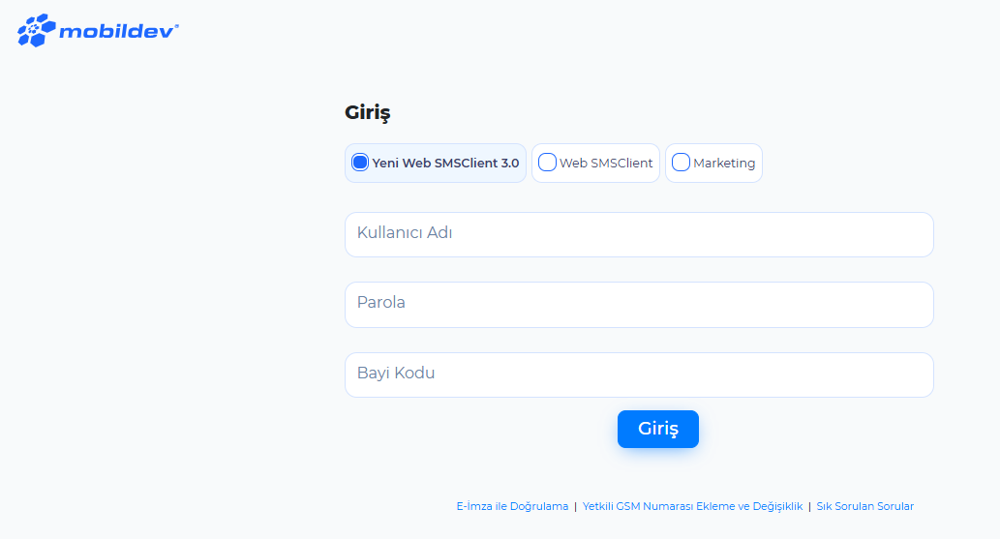 mobildev®
Giriş
Yeni Web SMSClient 3.0 Web SMSClient Marketing
Kullanıcı Adı
Parola
Bayi Kodu
Giriş
E-İmza ile Doğrulama | Yetkili GSM Numarası Ekleme ve Değişiklik | Sık Sorulan Sorular